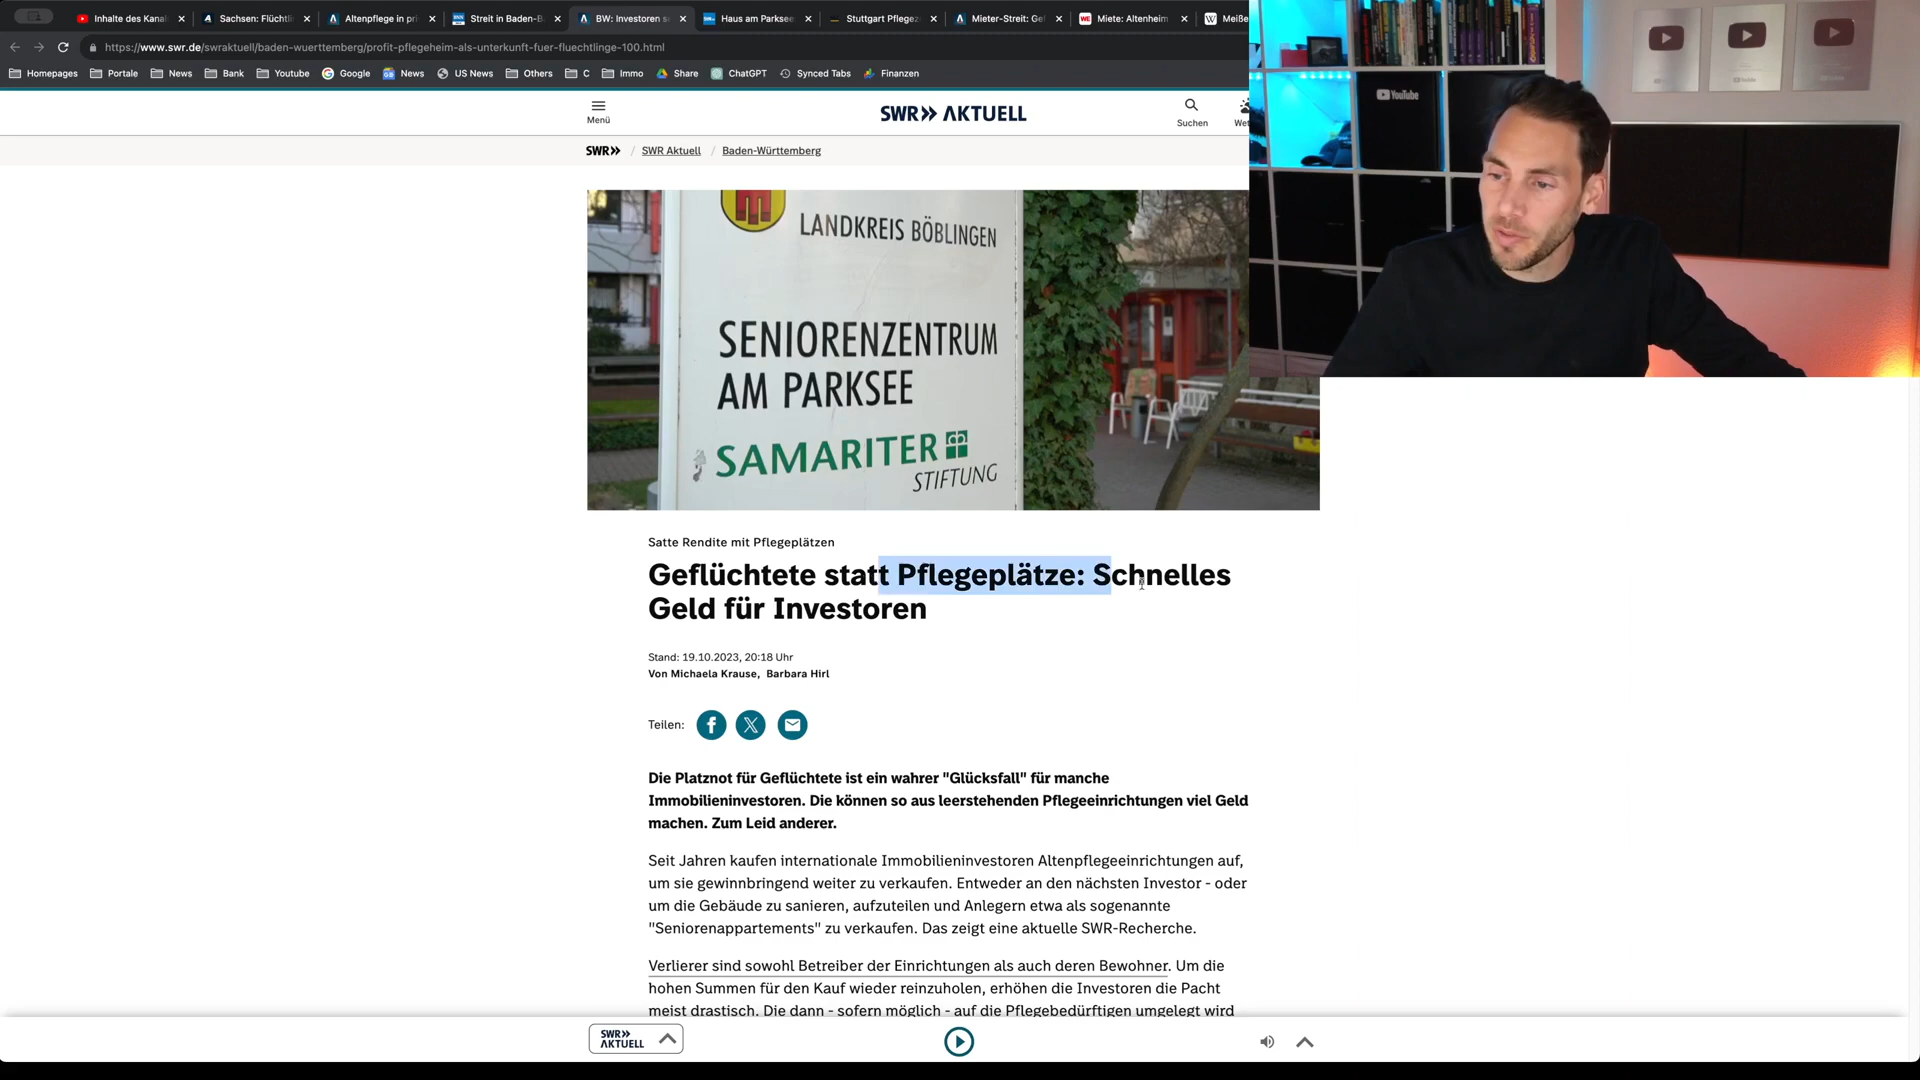 Inhalte des Kanal
Sachsen: Flüchtli
Altenpflege in pri
Streit in Baden-B
BW: Investoren se
Haus am Parksee
Stuttgart Pflegez
Mieter-Streit: Gef
Miete: Altenheim
Meiße
https://www.swr.de/swraktuell/baden-wuerttemberg/profit-pflegeheim-als-unterkunft-fuer-fluechtlinge-100.html
Homepages
Portale
News
Bank
Youtube
Google
News
US News
Others
C
Immo
Share
ChatGPT
Synced Tabs
Finanzen
Menü
SWR» AKTUELL
Suchen
Wet
SWR» / SWR Aktuell / Baden-Württemberg
LANDKREIS BÖBLINGEN
SENIORENZENTRUM
AM PARKSEE
SAMARITER
STIFTUNG
YouTube
Satte Rendite mit Pflegeplätzen
Geflüchtete statt Pflegeplätze: Schnelles
Geld für Investoren
Stand: 19.10.2023, 20:18 Uhr
Von Michaela Krause, Barbara Hirl
Teilen:
Die Platznot für Geflüchtete ist ein wahrer "Glücksfall" für manche
Immobilieninvestoren. Die können so aus leerstehenden Pflegeeinrichtungen viel Geld
machen. Zum Leid anderer.
Seit Jahren kaufen internationale Immobilieninvestoren Altenpflegeeinrichtungen auf,
um sie gewinnbringend weiter zu verkaufen. Entweder an den nächsten Investor - oder
um die Gebäude zu sanieren, aufzuteilen und Anlegern etwa als sogenannte
"Seniorenappartements" zu verkaufen. Das zeigt eine aktuelle SWR-Recherche.
Verlierer sind sowohl Betreiber der Einrichtungen als auch deren Bewohner. Um die
hohen Summen für den Kauf wieder reinzuholen, erhöhen die Investoren die Pacht
meist drastisch. Die dann - sofern möglich - auf die Pflegebedürftigen umgelegt wird
SWR»
AKTUELL